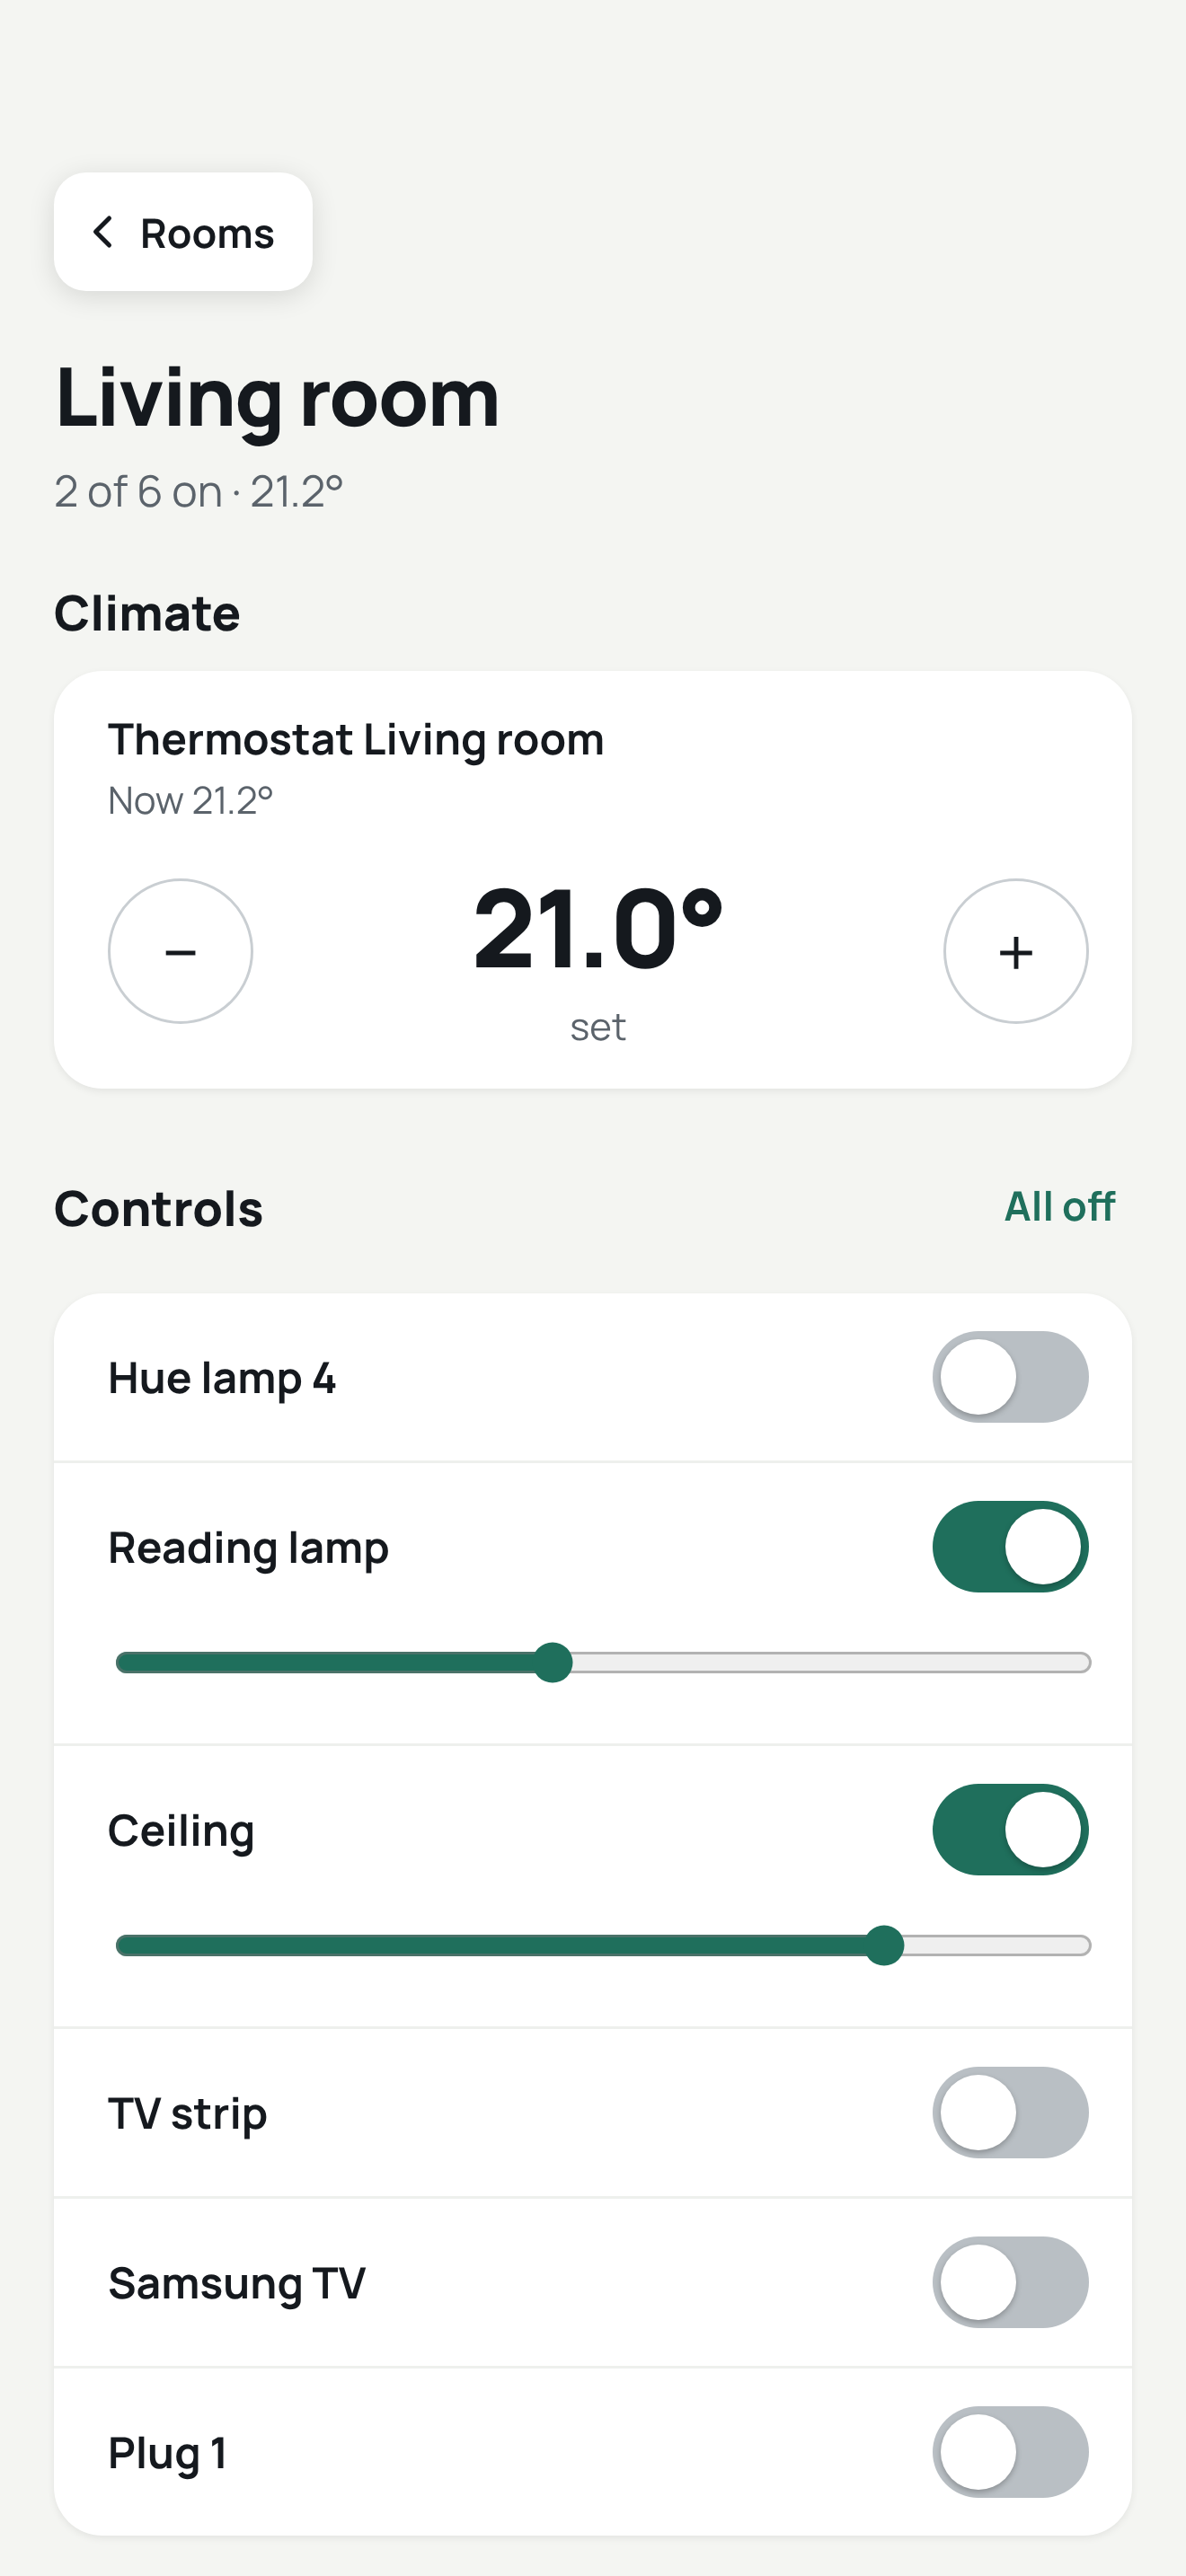 Rooms
Living room
2 of 6 on · 21.2°
Climate
Thermostat Living room
Now 21.2°
− 21.0° +
set
Controls All off
Hue lamp 4
Reading lamp
Ceiling
TV strip
Samsung TV
Plug 1